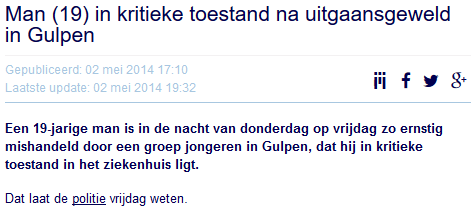 Man (19) in kritieke toestand na uitgaansgeweld
in Gulpen
Gepubliceerd: 02 mei 2014 17:10
Laatste update: 02 mei 2014 19:32
Een 19-jarige man is in de nacht van donderdag op vrijdag zo ernstig
mishandeld door een groep jongeren in Gulpen, dat hij in kritieke
toestand in het ziekenhuis ligt.
Dat laat de politie vrijdag weten.